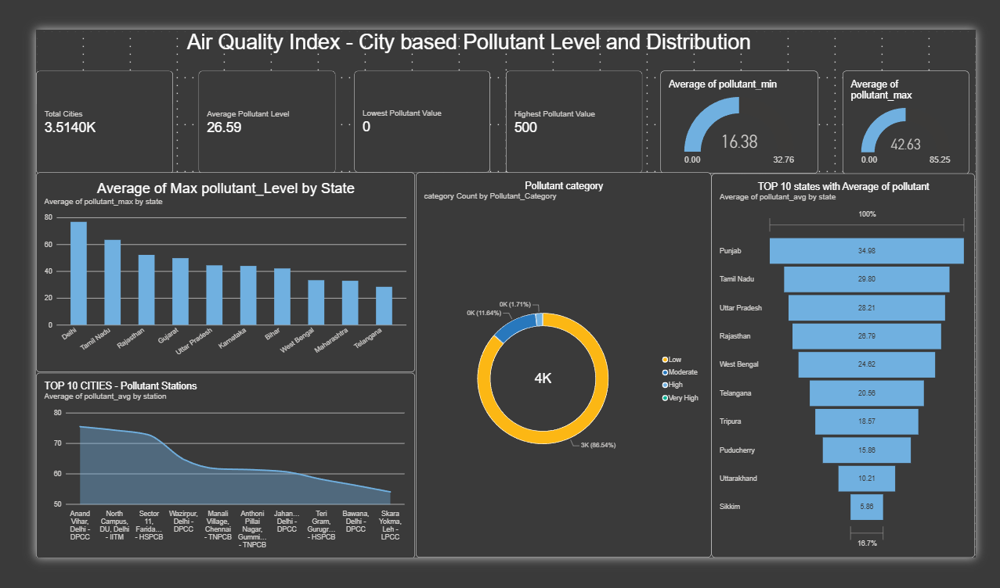 Air Quality Index - City based Pollutant Level and Distribution
Total Cities
3.5140K
Average Pollutant Level
26.59
Lowest Pollutant Value
0
Highest Pollutant Value
500
Average of pollutant_min
16.38
0.00
32.76
Average of
pollutant_max
42.63
0.00
85.25
Average of Max pollutant_Level by State
Average of pollutant_max by state
80
60
40
20
0
Delhi
Tamil Nadu
Rajasthan
Gujarat
Uttar Pradesh
Karnataka
Bihar
West Bengal
Maharashtra
Telangana
TOP 10 CITIES - Pollutant Stations
Average of pollutant_avg by station
80
70
60
50
Anand
Vihar,
Delhi -
DPCC
North
Campus,
DU, Delhi
- IITM
Sector
11,
Farida...
- HSPCB
Wazirpur,
Delhi -
DPCC
Manali
Village,
Chennai
- TNPCB
Anthoni
Pillai
Nagar,
Gummi...
- TNPCB
Jahan...
Delhi -
DPCC
Teri
Gram,
Gurugr...
- HSPCB
Bawana,
Delhi -
DPCC
Skara
Yokma,
Leh -
LPCC
Pollutant category
category Count by Pollutant_Category
0K (1.71%)
0K (11.64%)
4K
3K (86.54%)
Low
Moderate
High
Very High
TOP 10 states with Average of pollutant
Average of pollutant_avg by state
100%
Punjab 34.98
Tamil Nadu 29.80
Uttar Pradesh 28.21
Rajasthan 26.79
West Bengal 24.62
Telangana 20.56
Tripura 18.57
Puducherry 15.86
Uttarakhand 10.21
Sikkim 5.86
16.7%